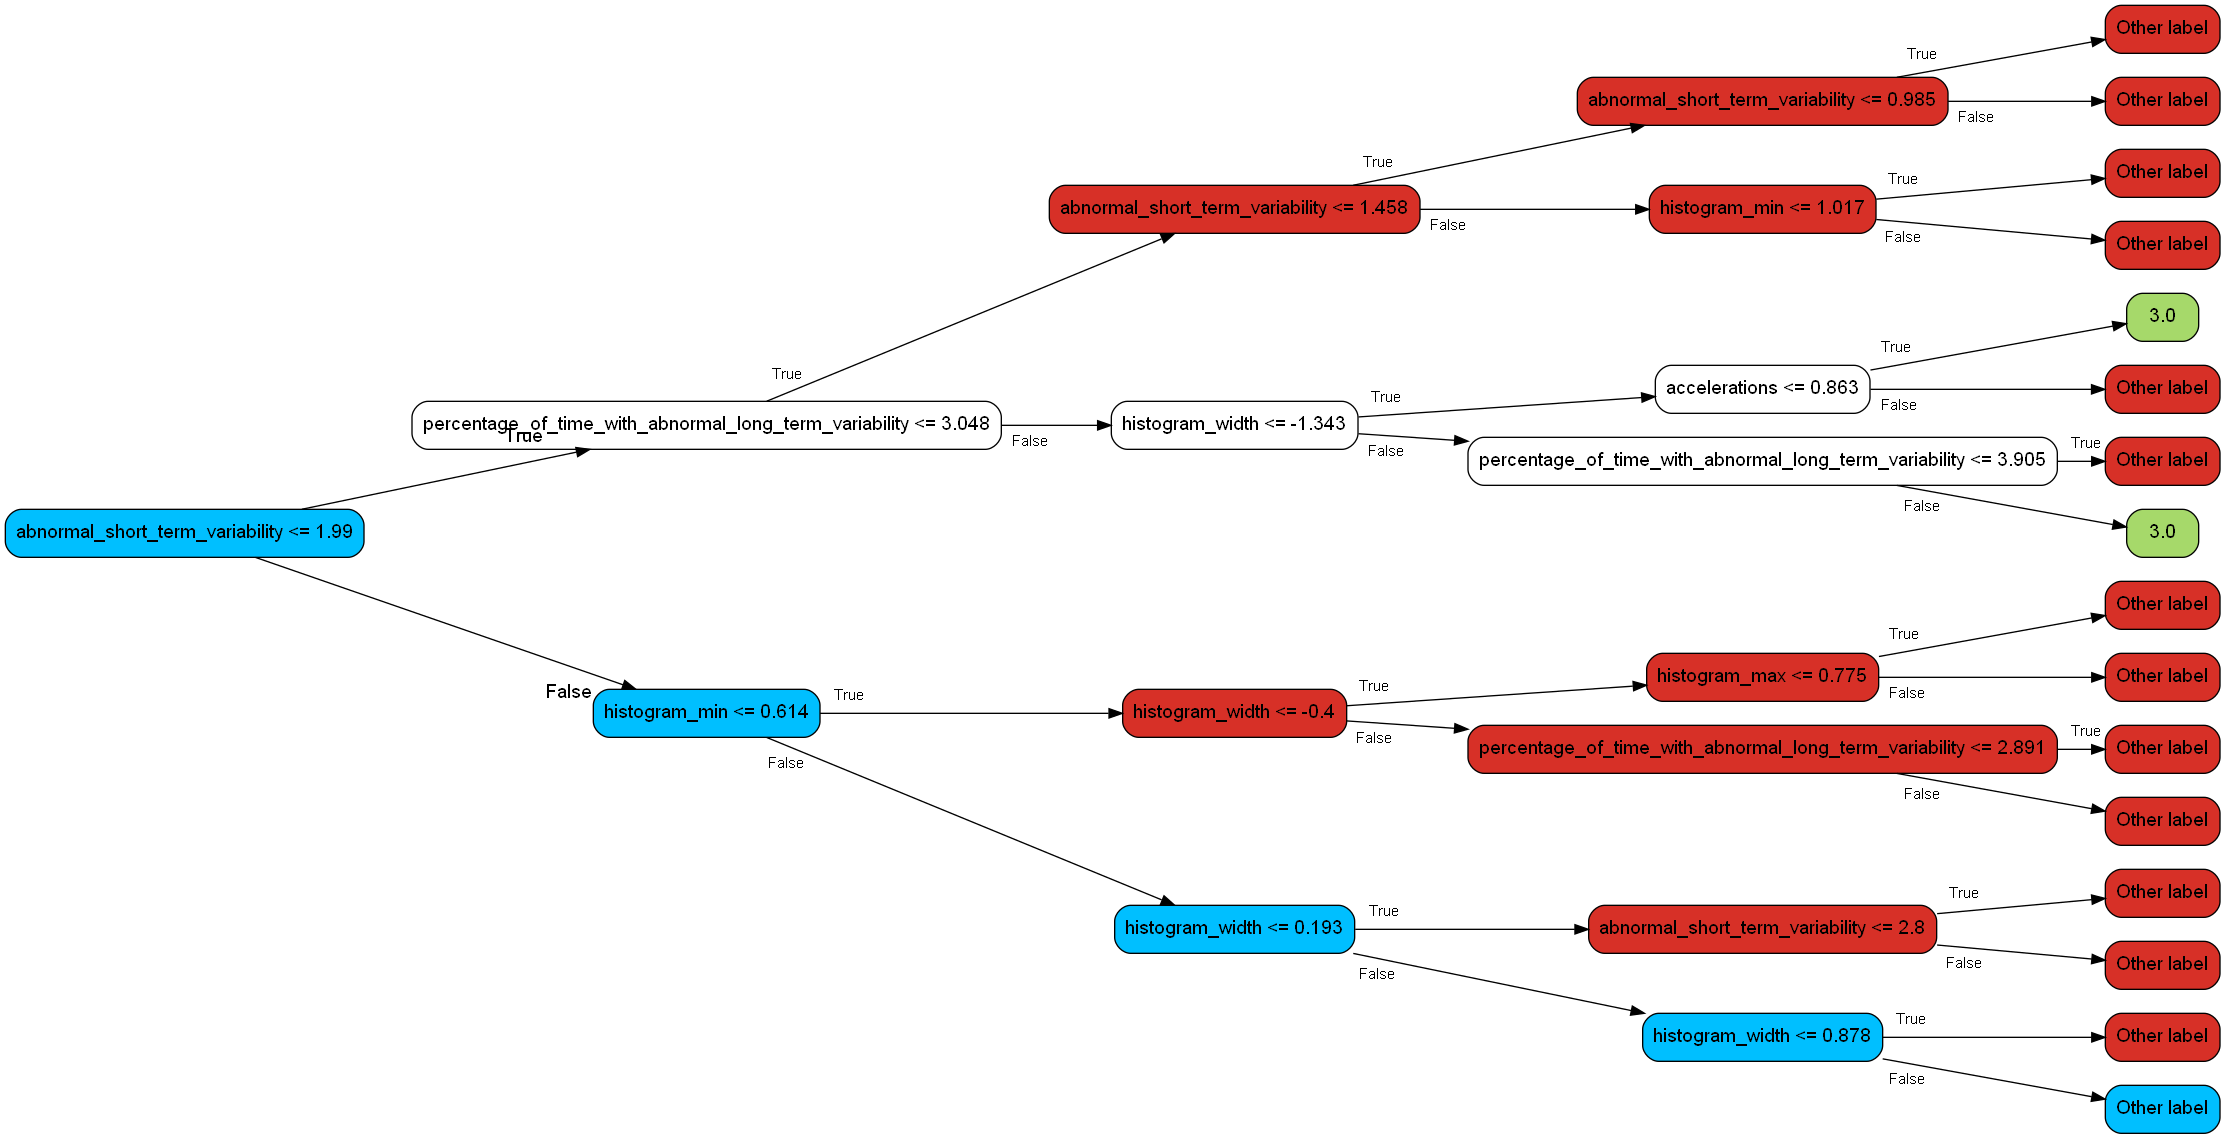 Other label
True
abnormal_short_term_variability <= 0.985
Other label
False
True
Other label
True
abnormal_short_term_variability <= 1.458
histogram_min <= 1.017
False
False
Other label
3.0
True
True
accelerations <= 0.863
Other label
True
False
percentage_of_time_with_abnormal_long_term_variability <= 3.048
histogram_width <= -1.343
True
False
False
True
percentage_of_time_with_abnormal_long_term_variability <= 3.905
Other label
False
abnormal_short_term_variability <= 1.99
3.0
Other label
True
False
histogram_min <= 0.614
True
histogram_width <= -0.4
True
histogram_max <= 0.775
Other label
False
False
True
percentage_of_time_with_abnormal_long_term_variability <= 2.891
Other label
False
False
Other label
Other label
True
histogram_width <= 0.193
True
abnormal_short_term_variability <= 2.8
False
False
Other label
True
histogram_width <= 0.878
Other label
False
Other label